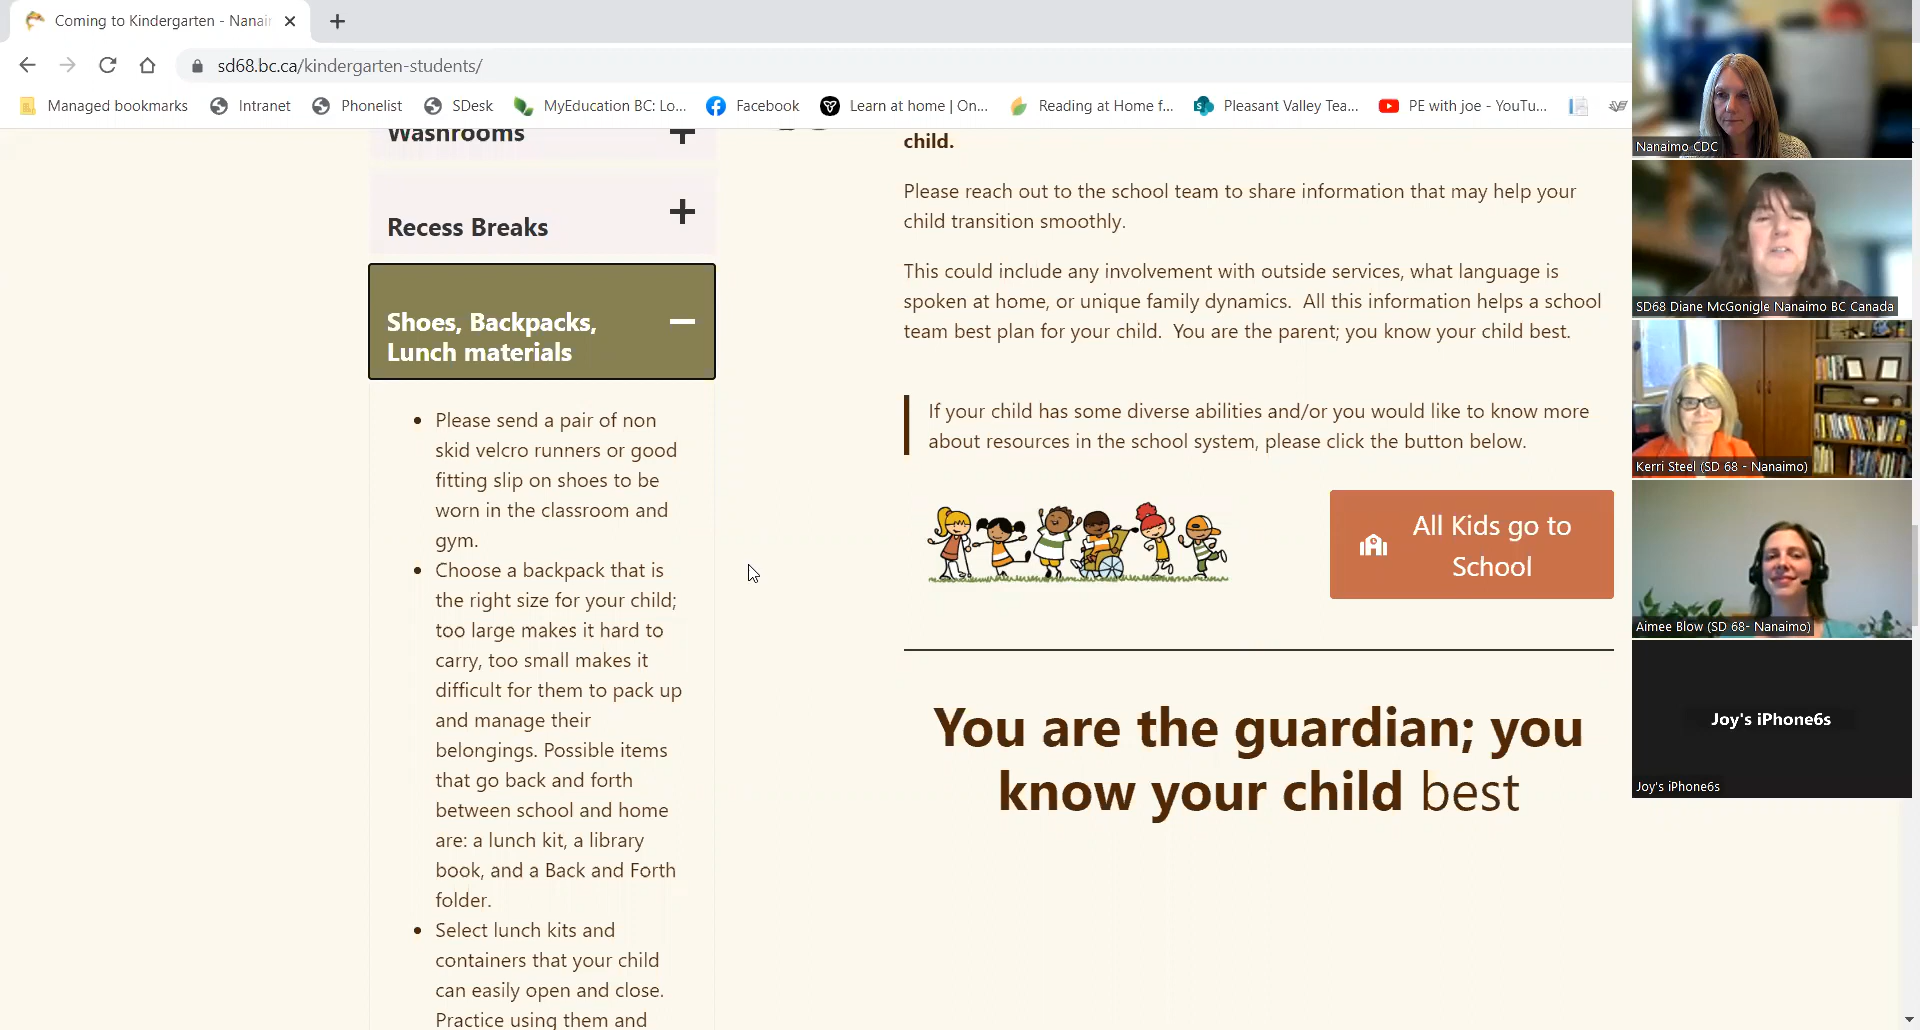 Coming to Kindergarten - Nanai
sd68.bc.ca/kindergarten-students/
Managed bookmarks
Intranet
Phonelist
SDesk
MyEducation BC: Lo...
Facebook
Learn at home | On...
Reading at Home f...
Pleasant Valley Tea...
PE with joe - YouTu...
Washrooms
Recess Breaks
Shoes, Backpacks,
Lunch materials
• Please send a pair of non
skid velcro runners or good
fitting slip on shoes to be
worn in the classroom and
gym.
• Choose a backpack that is
the right size for your child;
too large makes it hard to
carry, too small makes it
difficult for them to pack up
and manage their
belongings. Possible items
that go back and forth
between school and home
are: a lunch kit, a library
book, and a Back and Forth
folder.
• Select lunch kits and
containers that your child
can easily open and close.
Practice using them and
child.
Please reach out to the school team to share information that may help your
child transition smoothly.
This could include any involvement with outside services, what language is
spoken at home, or unique family dynamics.  All this information helps a school
team best plan for your child.  You are the parent; you know your child best.
If your child has some diverse abilities and/or you would like to know more
about resources in the school system, please click the button below.
All Kids go to
School
You are the guardian; you
know your child best
Nanaimo CDC
SD68 Diane McGonigle Nanaimo BC Canada
Kerri Steel (SD 68 - Nanaimo)
Aimee Blow (SD 68- Nanaimo)
Joy's iPhone6s
Joy's iPhone6s